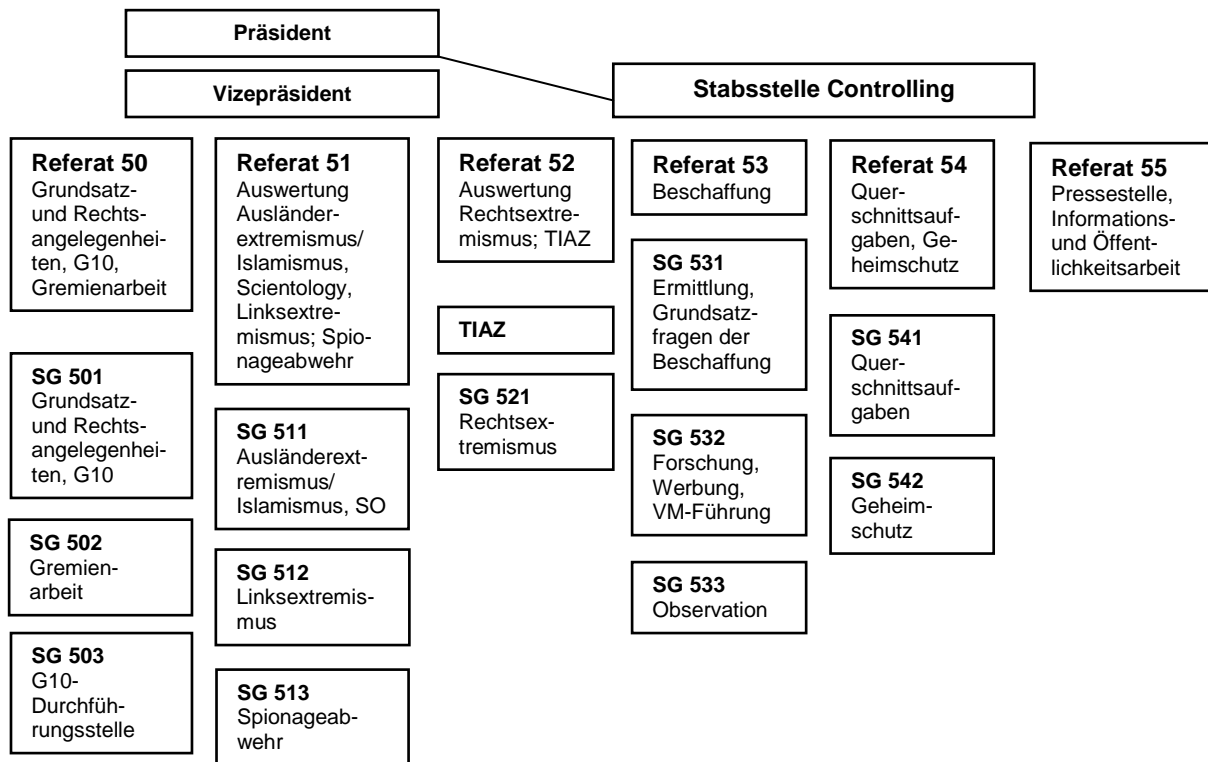 Präsident
Vizepräsident
Stabsstelle Controlling
Referat 50
Grundsatz-
und Rechts-
angelegenhei-
ten, G10,
Gremienarbeit
SG 501
Grundsatz-
und Rechts-
angelegenhei-
ten, G10
SG 502
Gremien-
arbeit
SG 503
G10-
Durchfüh-
rungsstelle
Referat 51
Auswertung
Ausländer-
extremismus/
Islamismus,
Scientology,
Linksextre-
mismus; Spio-
nageabwehr
SG 511
Ausländerext-
remismus/
Islamismus, SO
SG 512
Linksextremis-
mus
SG 513
Spionageab-
wehr
Referat 52
Auswertung
Rechtsextre-
mismus; TIAZ
TIAZ
SG 521
Rechtsex-
tremismus
Referat 53
Beschaffung
SG 531
Ermittlung,
Grundsatz-
fragen der
Beschaffung
SG 532
Forschung,
Werbung,
VM-Führung
SG 533
Observation
Referat 54
Quer-
schnittsauf-
gaben, Ge-
heimschutz
SG 541
Quer-
schnittsauf-
gaben
SG 542
Geheim-
schutz
Referat 55
Pressestelle,
Informations-
und Öffent-
lichkeitsarbeit